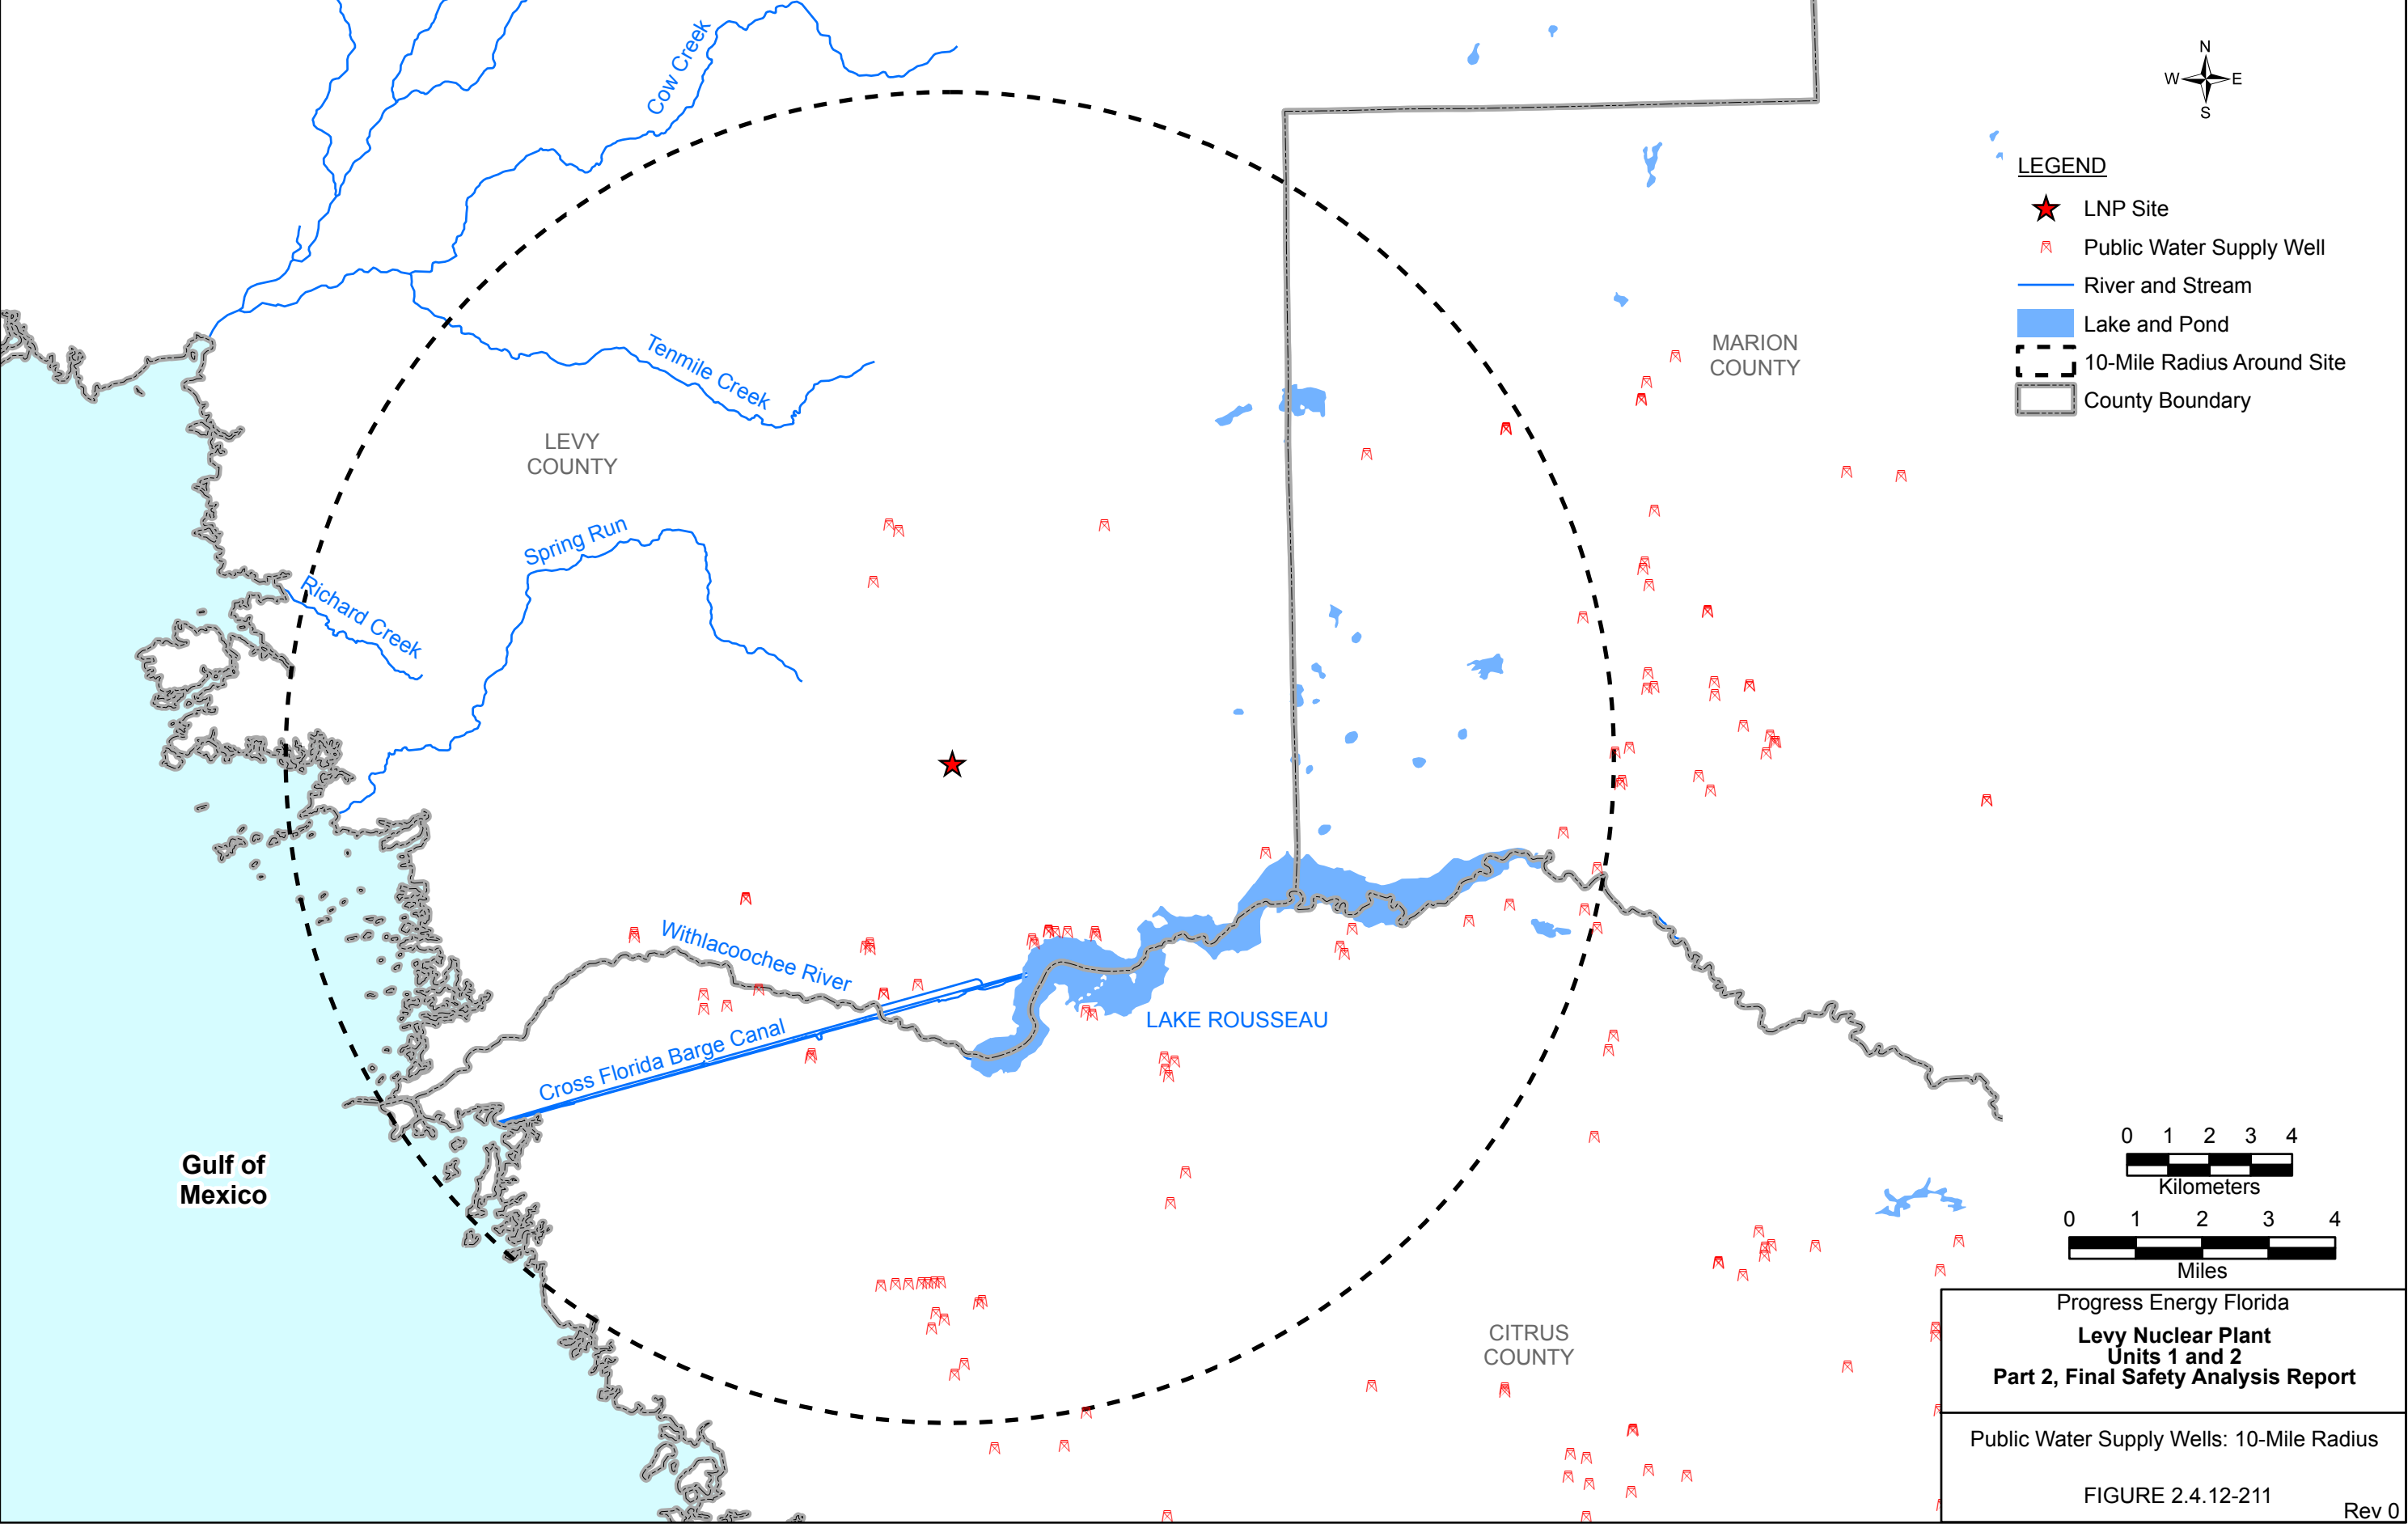 Cow Creek
N
W E
S
LEGEND
LNP Site
Public Water Supply Well
River and Stream
Lake and Pond
10-Mile Radius Around Site
County Boundary
MARION
COUNTY
Tenmile Creek
LEVY
COUNTY
Spring Run
Richard Creek
Withlacoochee River
LAKE ROUSSEAU
Cross Florida Barge Canal
Gulf of
Mexico
0 1 2 3 4
Kilometers
0 1 2 3 4
Miles
CITRUS
COUNTY
Progress Energy Florida
Levy Nuclear Plant
Units 1 and 2
Part 2, Final Safety Analysis Report
Public Water Supply Wells: 10-Mile Radius
FIGURE 2.4.12-211
Rev 0